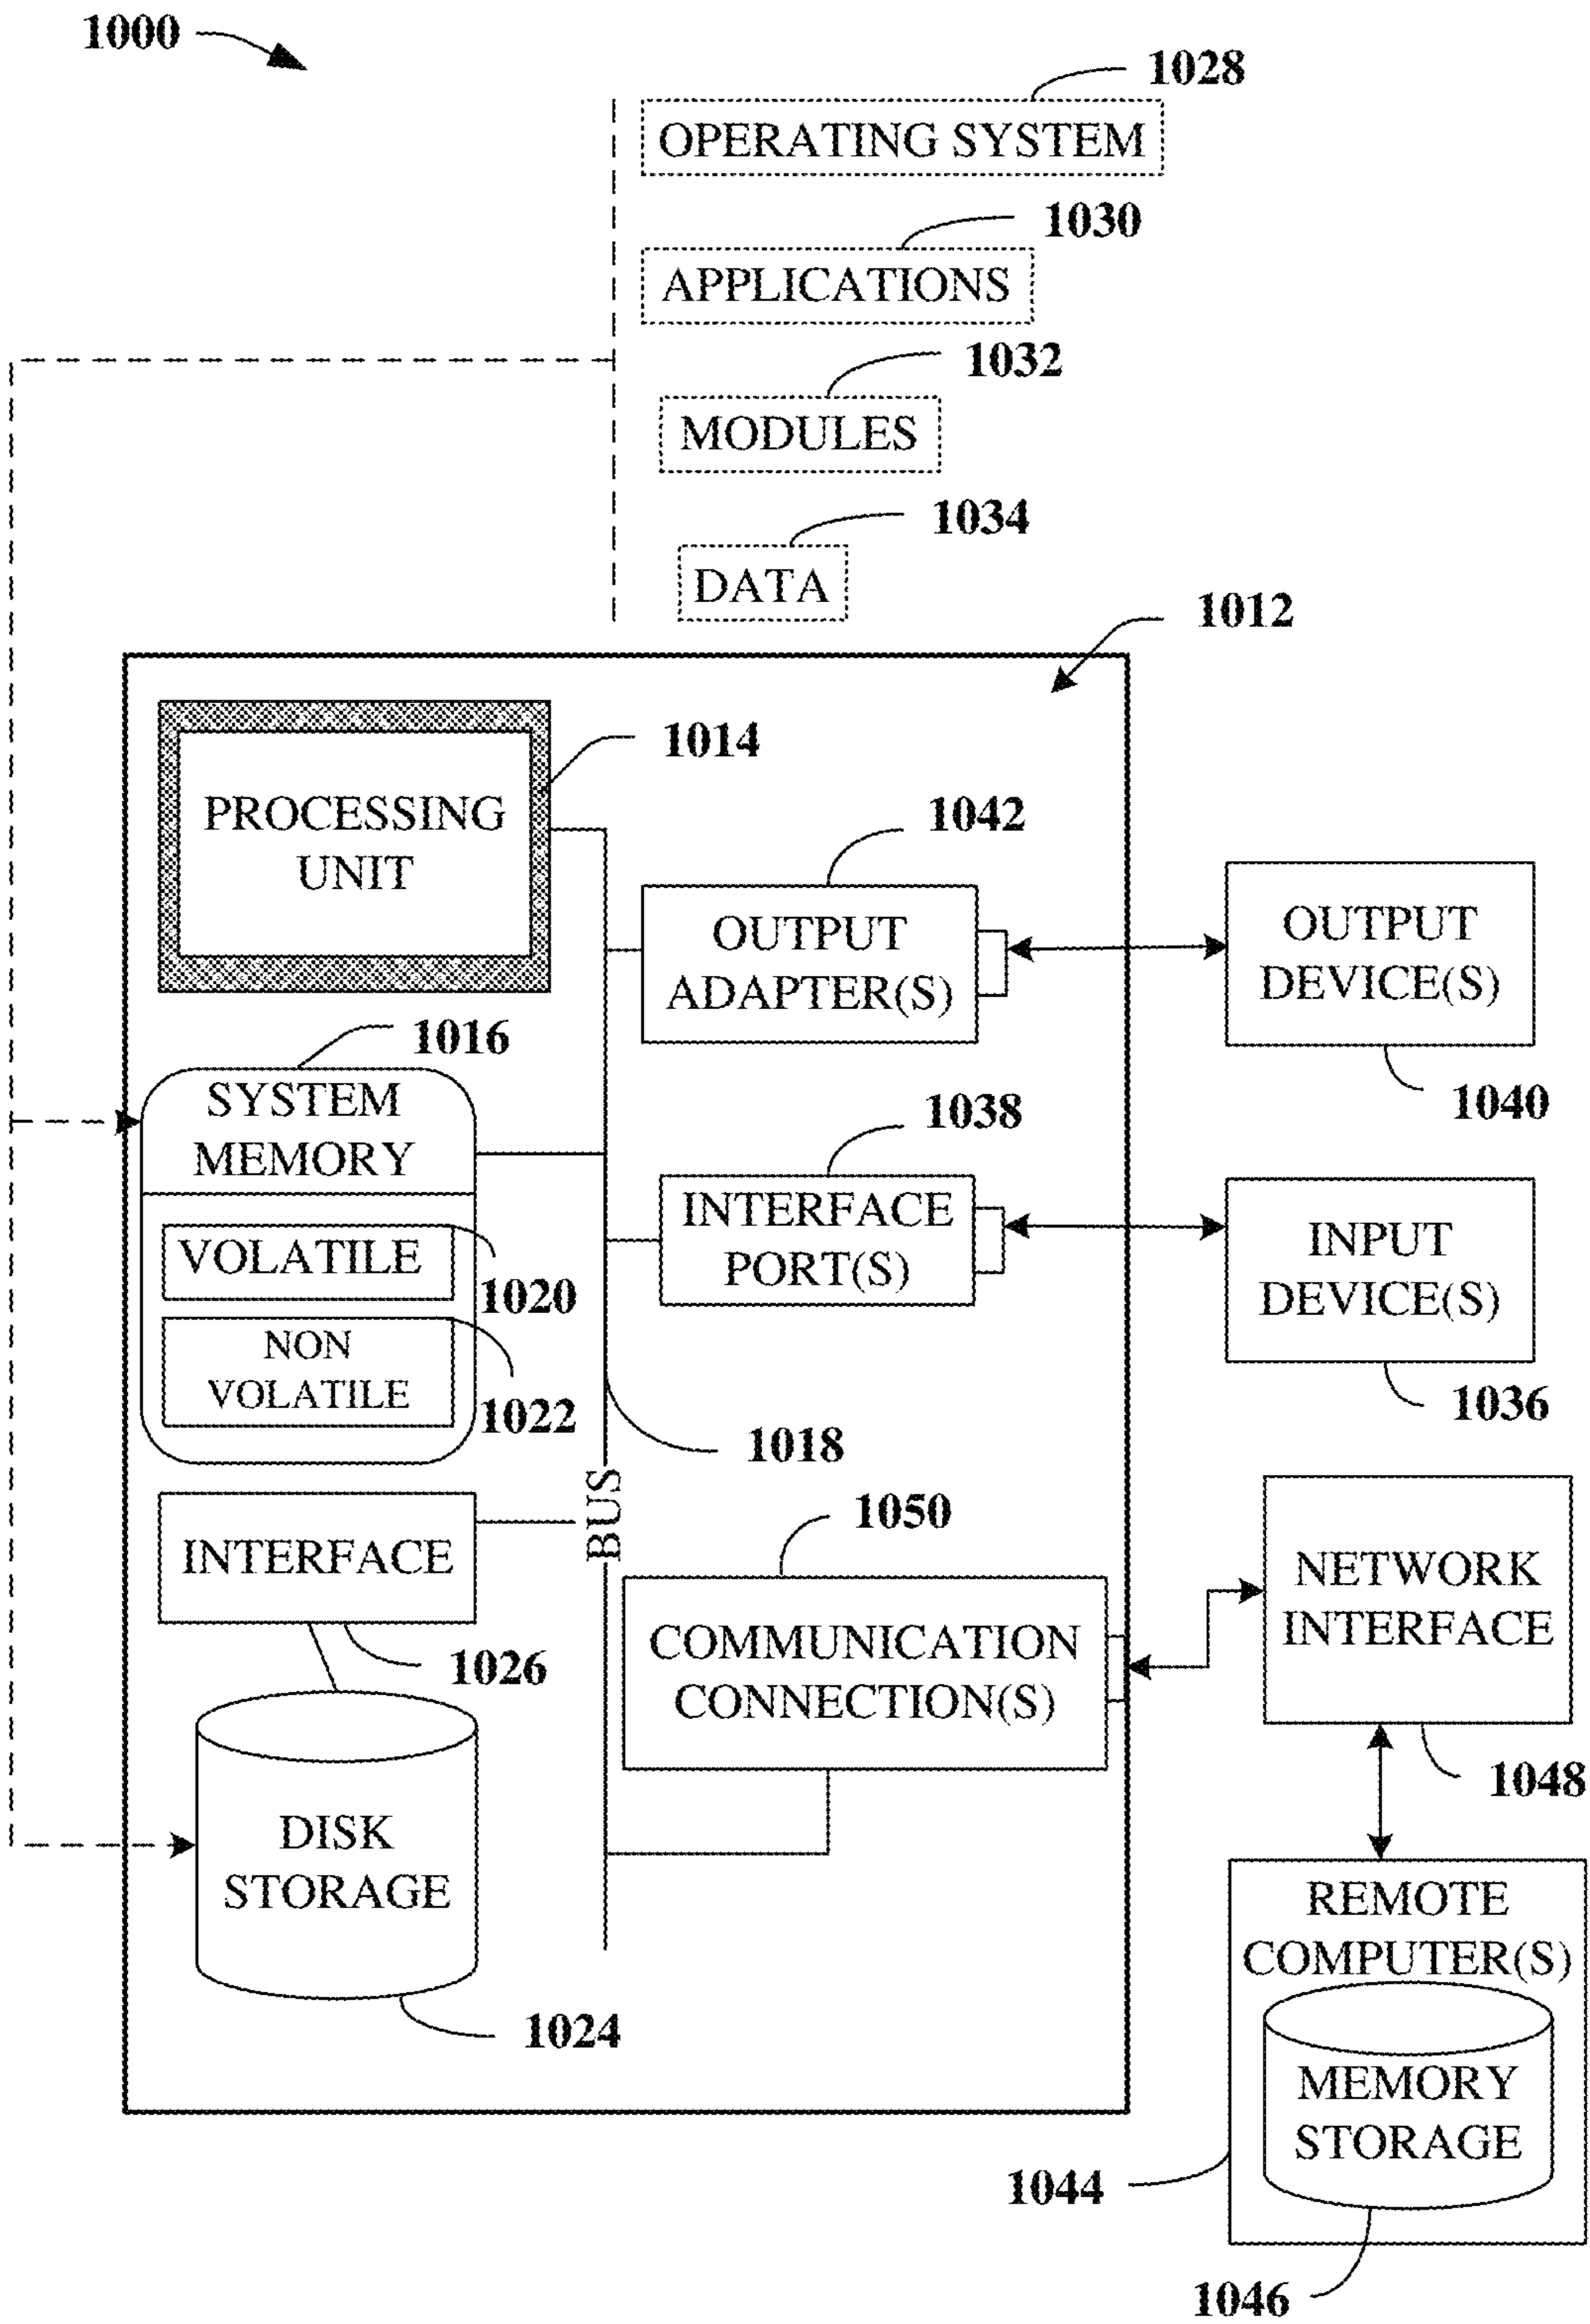 1000
1028
OPERATING SYSTEM
1030
APPLICATIONS
1032
MODULES
1034
DATA
1012
1014
PROCESSING
UNIT
1042
OUTPUT
ADAPTER(S)
OUTPUT
DEVICE(S)
1040
1016
SYSTEM
MEMORY
VOLATILE
1020
NON
VOLATILE
1022
1038
INTERFACE
PORT(S)
INPUT
DEVICE(S)
1036
1018
BUS
INTERFACE
1026
1050
COMMUNICATION
CONNECTION(S)
NETWORK
INTERFACE
1048
DISK
STORAGE
1024
REMOTE
COMPUTER(S)
MEMORY
STORAGE
1044
1046